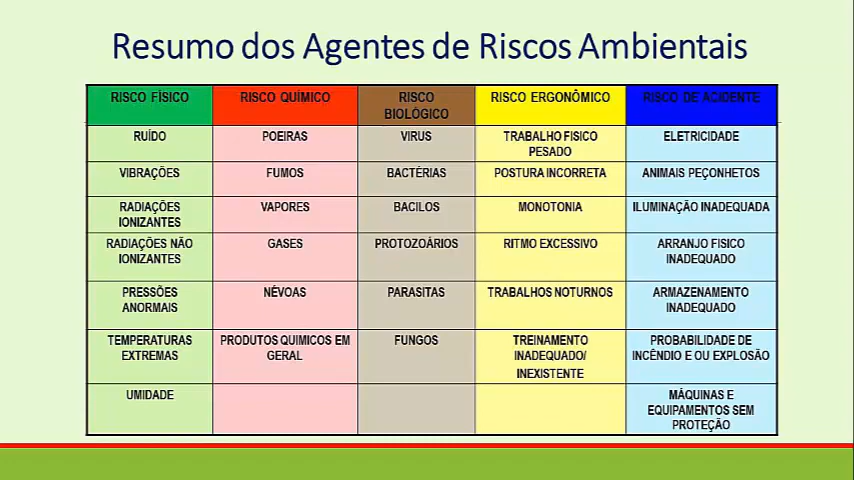 Resumo dos Agentes de Riscos Ambientais
RISCO FÍSICO
RISCO QUÍMICO
RISCO
BIOLÓGICO
RISCO ERGONÔMICO
RISCO DE ACIDENTE
RUÍDO
POEIRAS
VIRUS
TRABALHO FISICO
PESADO
ELETRICIDADE
VIBRAÇÕES
FUMOS
BACTÉRIAS
POSTURA INCORRETA
ANIMAIS PEÇONHETOS
RADIAÇÕES
IONIZANTES
VAPORES
BACILOS
MONOTONIA
ILUMINAÇÃO INADEQUADA
RADIAÇÕES NÃO
IONIZANTES
GASES
PROTOZOÁRIOS
RITMO EXCESSIVO
ARRANJO FISICO
INADEQUADO
PRESSÕES
ANORMAIS
NÉVOAS
PARASITAS
TRABALHOS NOTURNOS
ARMAZENAMENTO
INADEQUADO
TEMPERATURAS
EXTREMAS
PRODUTOS QUIMICOS EM
GERAL
FUNGOS
TREINAMENTO
INADEQUADO/
INEXISTENTE
PROBABILIDADE DE
INCÊNDIO E OU EXPLOSÃO
UMIDADE
MÁQUINAS E
EQUIPAMENTOS SEM
PROTEÇÃO